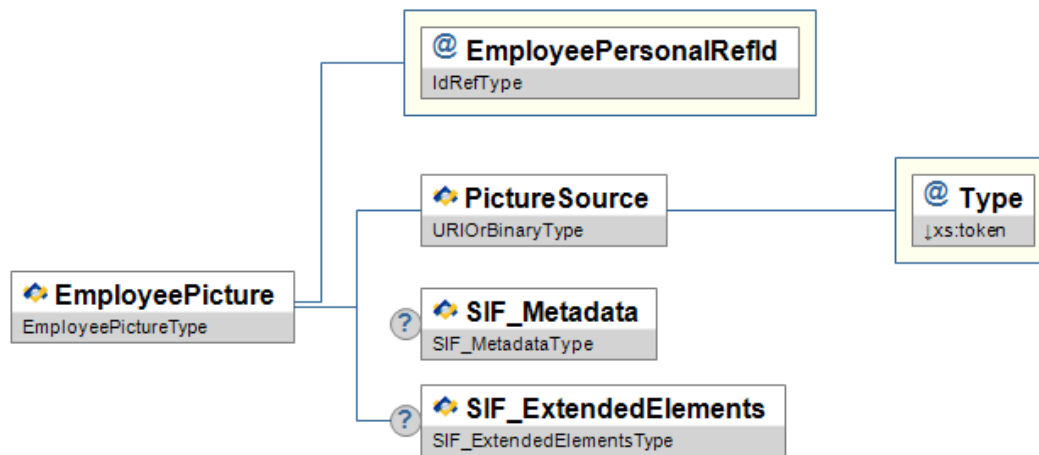 @ EmployeePersonalRefId
IdRefType
PictureSource
URIOrBinaryType
@ Type
↓xs:token
EmployeePicture
EmployeePictureType
? SIF_Metadata
SIF_MetadataType
? SIF_ExtendedElements
SIF_ExtendedElementsType